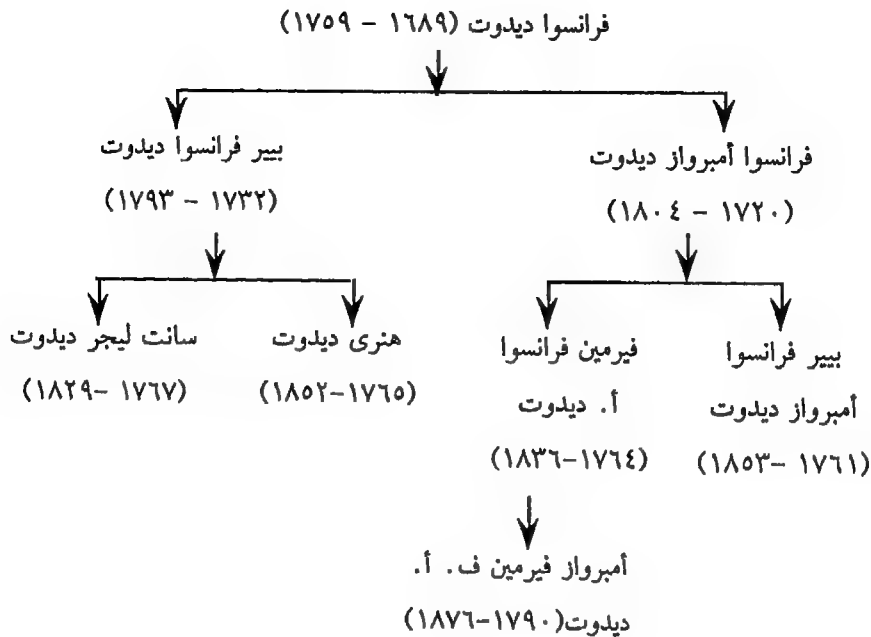 فرانسوا ديدوت (١٦٨٩ - ١٧٥٩)
فرانسوا أمبرواز ديدوت
(١٧٢٠ - ١٨٠٤)
بيير فرانسوا ديدوت
(١٧٣٢ - ١٧٩٣)
بيير فرانسوا
أمبرواز ديدوت
(١٧٦١ -١٨٥٣)
فيرمين فرانسوا
أ. ديدوت
(١٧٦٤-١٨٣٦)
هنرى ديدوت
(١٧٦٥-١٨٥٢)
سانت ليجر ديدوت
(١٧٦٧ -١٨٢٩)
أمبرواز فيرمين ف. أ.
ديدوت(١٧٩٠-١٨٧٦)